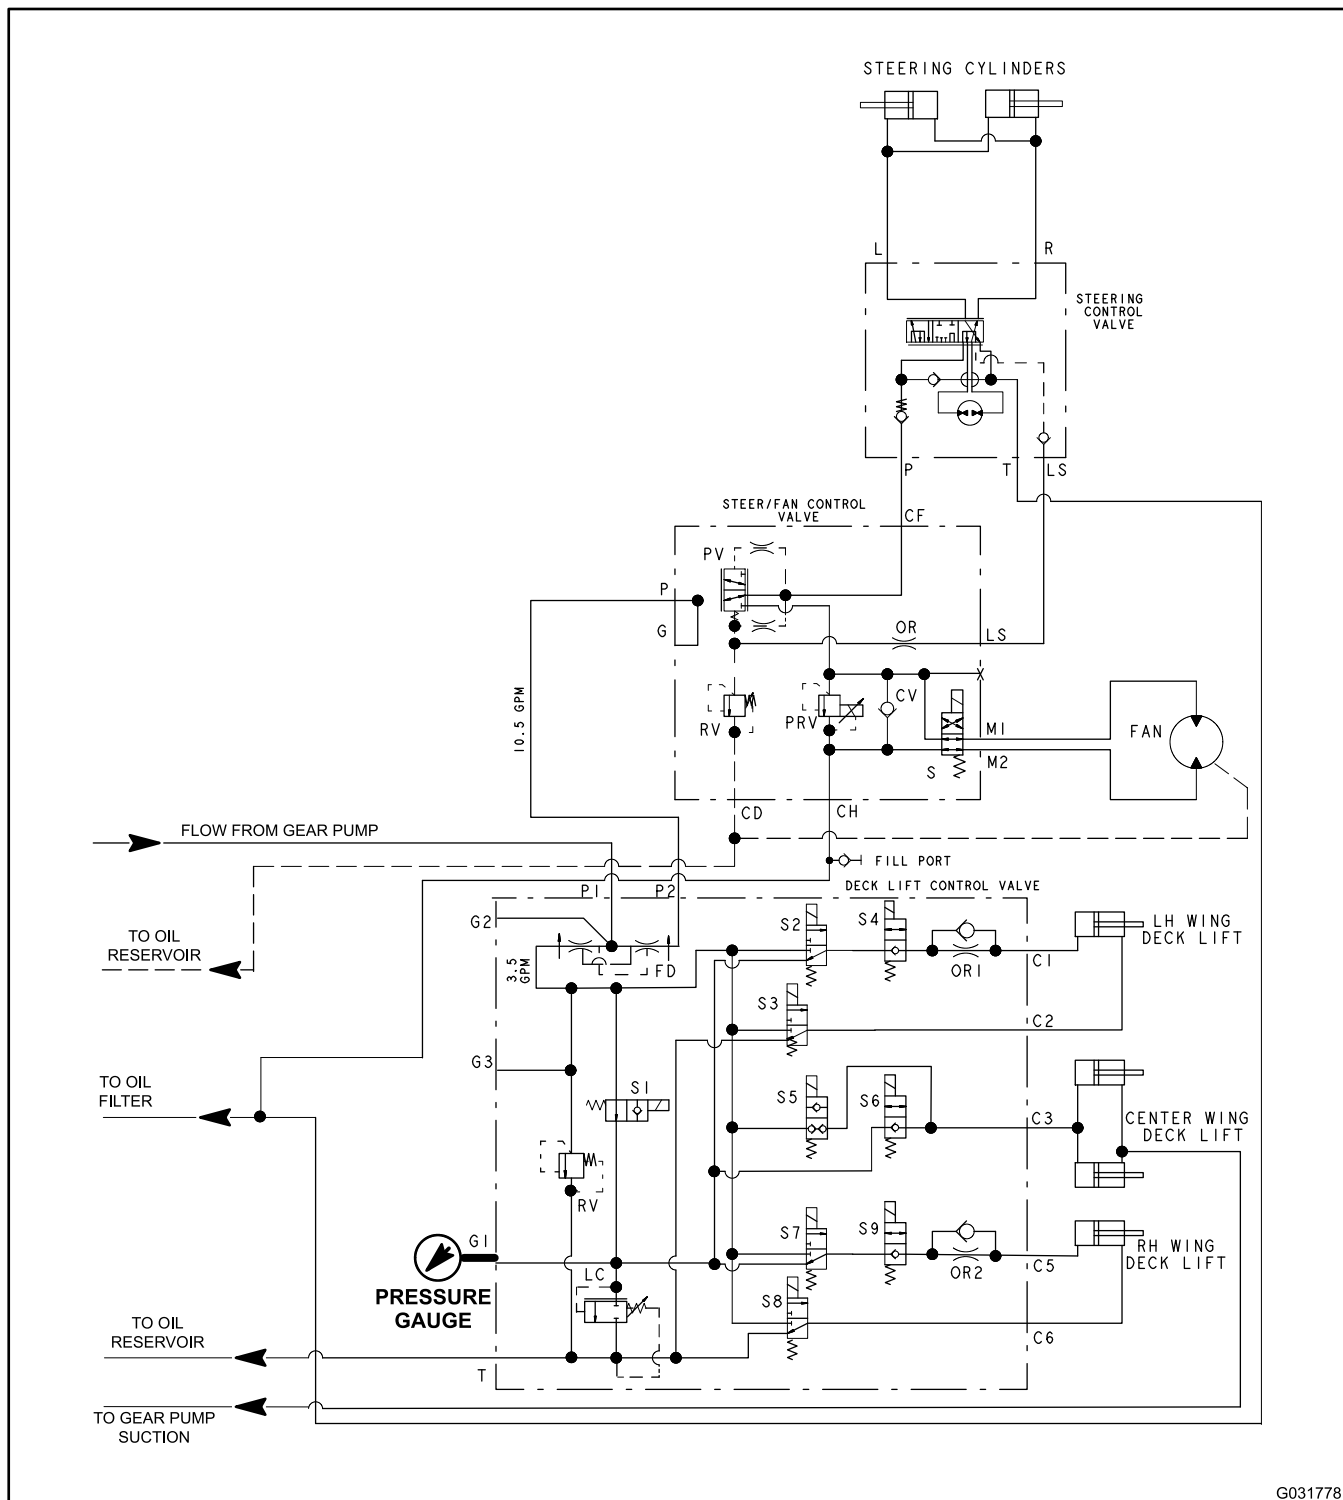 STEERING CYLINDERS
L
R
STEERING
CONTROL
VALVE
P
T
LS
STEER/FAN CONTROL
VALVE
CF
PV
P
G
OR
LS
10.5 GPM
CV
RV
PRV
M1
FAN
S
M2
CD
CH
FLOW FROM GEAR PUMP
FILL PORT
P1
P2
DECK LIFT CONTROL VALVE
G2
S2
S4
LH WING
DECK LIFT
TO OIL
RESERVOIR
3.5
GPM
FD
OR1
C1
S3
C2
G3
TO OIL
FILTER
S1
S5
S6
C3
CENTER WING
DECK LIFT
RV
G1
S7
S9
RH WING
DECK LIFT
LC
OR2
C5
PRESSURE
GAUGE
S8
TO OIL
RESERVOIR
C6
T
TO GEAR PUMP
SUCTION
G031778